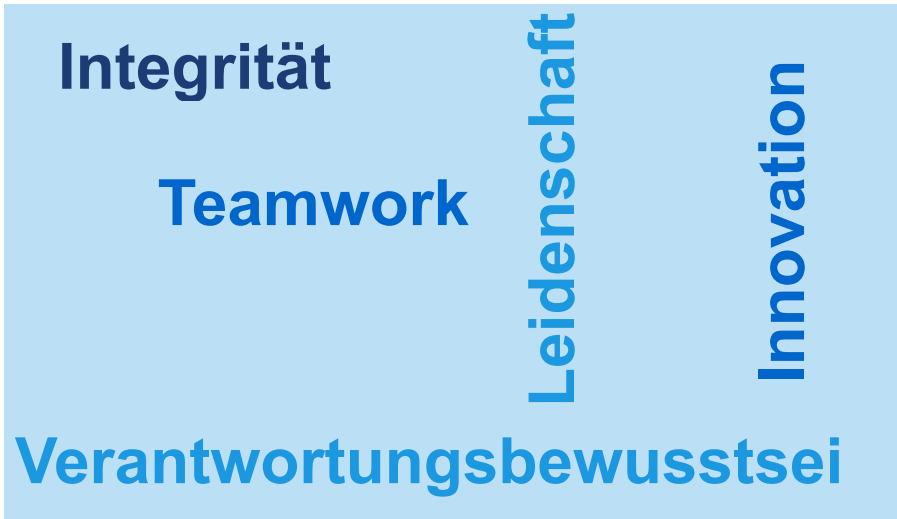 Integrität
Teamwork
Leidenschaft
Innovation
Verantwortungsbewusstsei